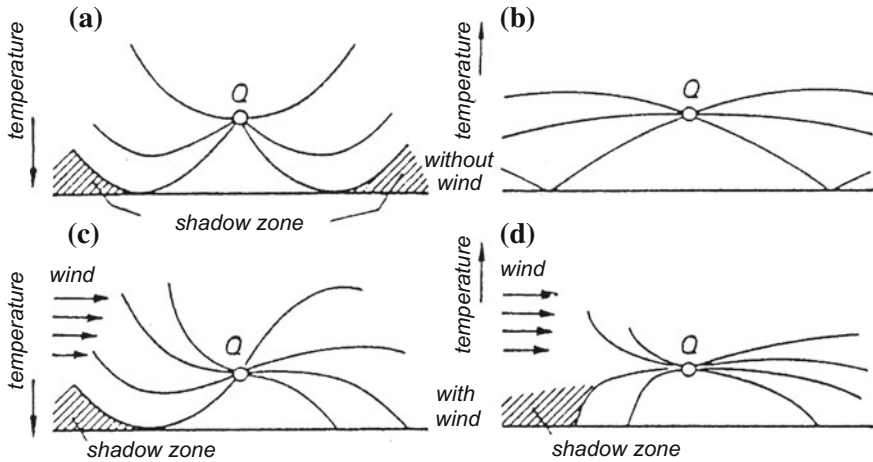 (a)
temperature
Q
without
wind
shadow zone
(b)
temperature
Q
(c)
temperature
wind
Q
shadow zone
(d)
temperature
wind
Q
with
wind
shadow zone